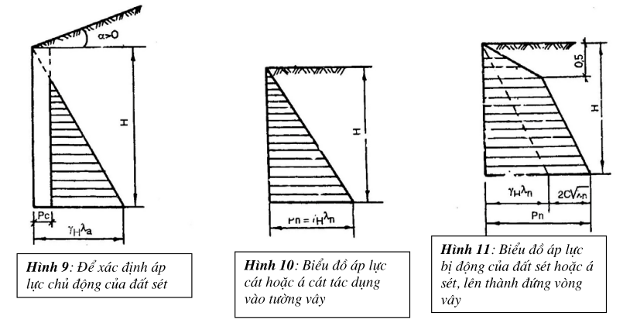 α>0
H
Pc
γHλa
H
Pn = γHλn
0,5
H
γHλn
2C√λn
Pn
Hình 9: Để xác định áp
lực chủ động của đất sét
Hình 10: Biểu đồ áp lực
cát hoặc á cát tác dụng
vào tường vây
Hình 11: Biểu đồ áp lực
bị động của đất sét hoặc á
sét, lên thành đứng vòng
vây